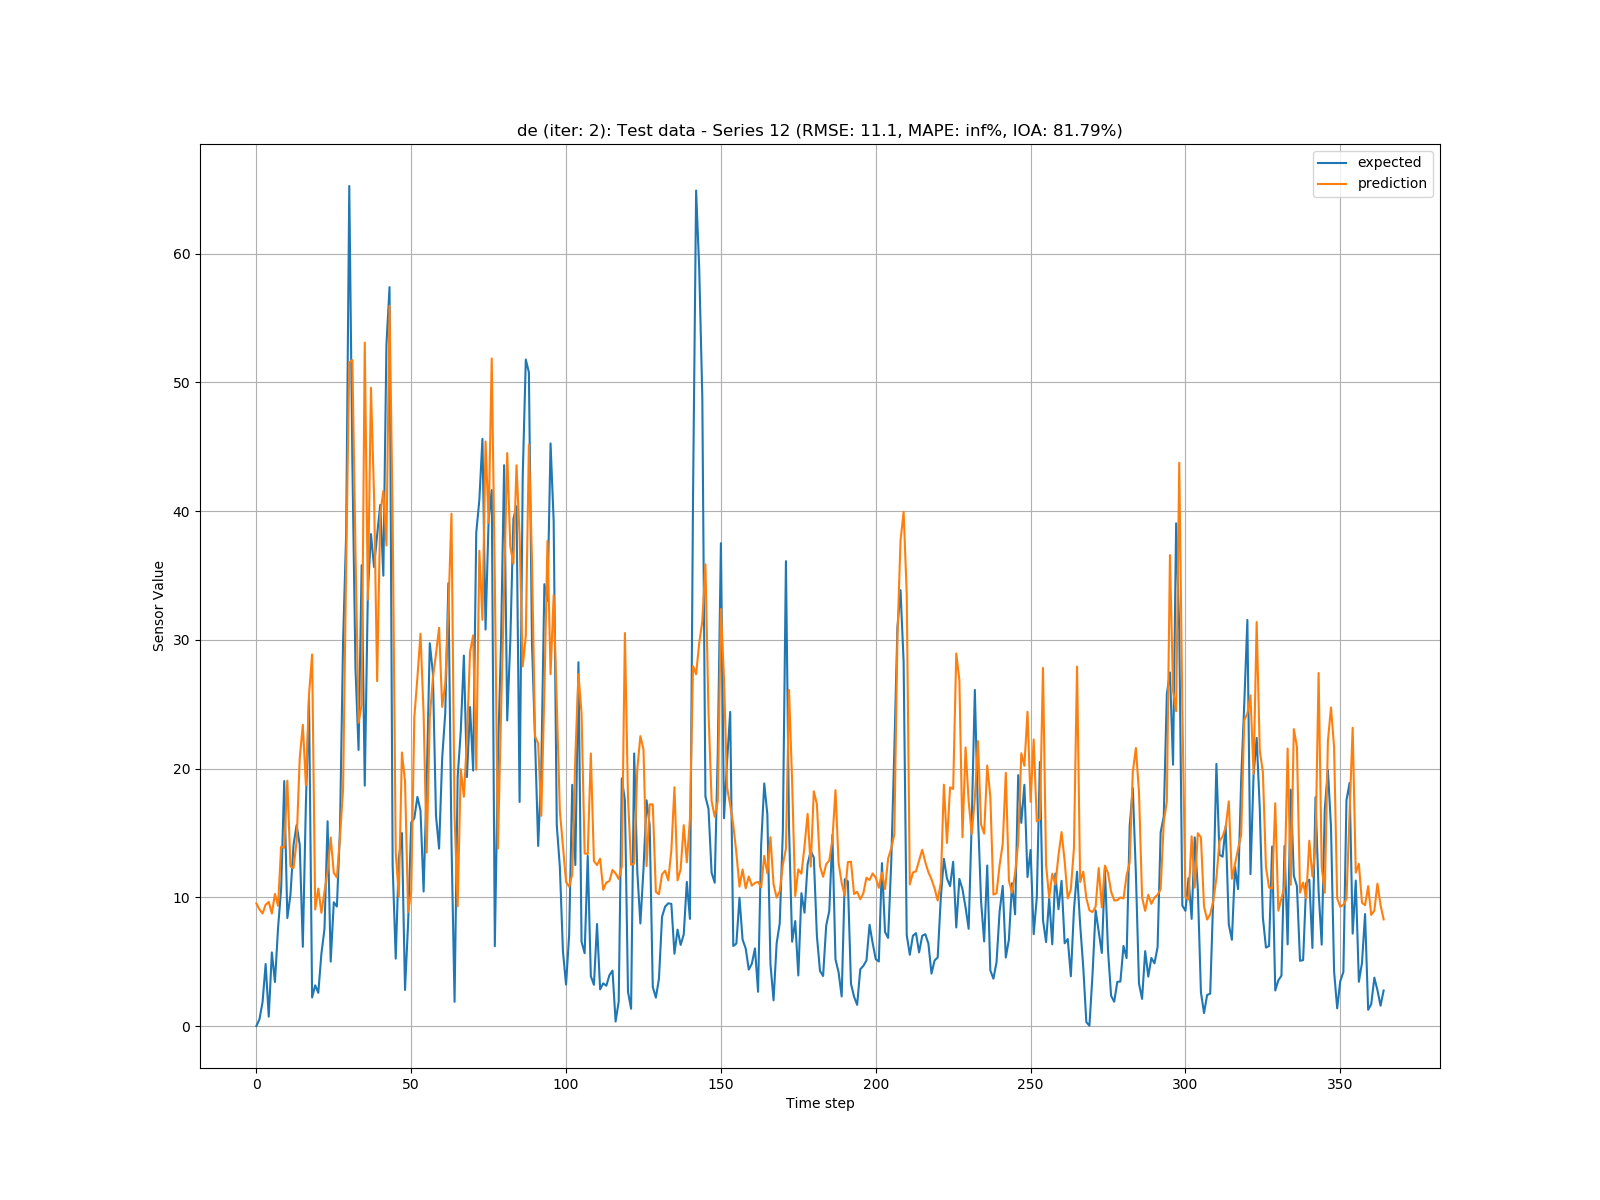 de (iter: 2): Test data - Series 12 (RMSE: 11.1, MAPE: inf%, IOA: 81.79%)
expected
prediction
60
50
40
30
20
10
0
Sensor Value
0 50 100 150 200 250 300 350
Time step